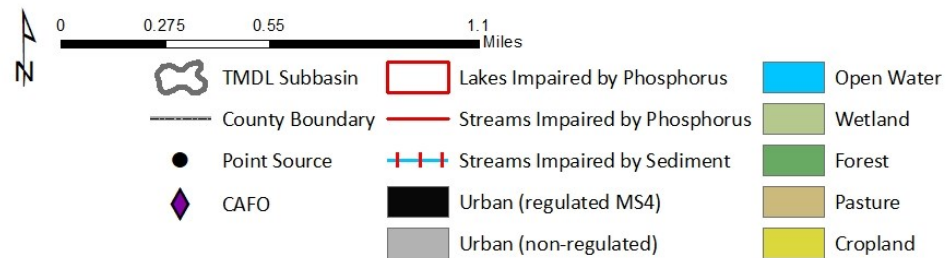 0 0.275 0.55 1.1
Miles
N
TMDL Subbasin
County Boundary
Point Source
CAFO
Lakes Impaired by Phosphorus
Streams Impaired by Phosphorus
Streams Impaired by Sediment
Urban (regulated MS4)
Urban (non-regulated)
Open Water
Wetland
Forest
Pasture
Cropland